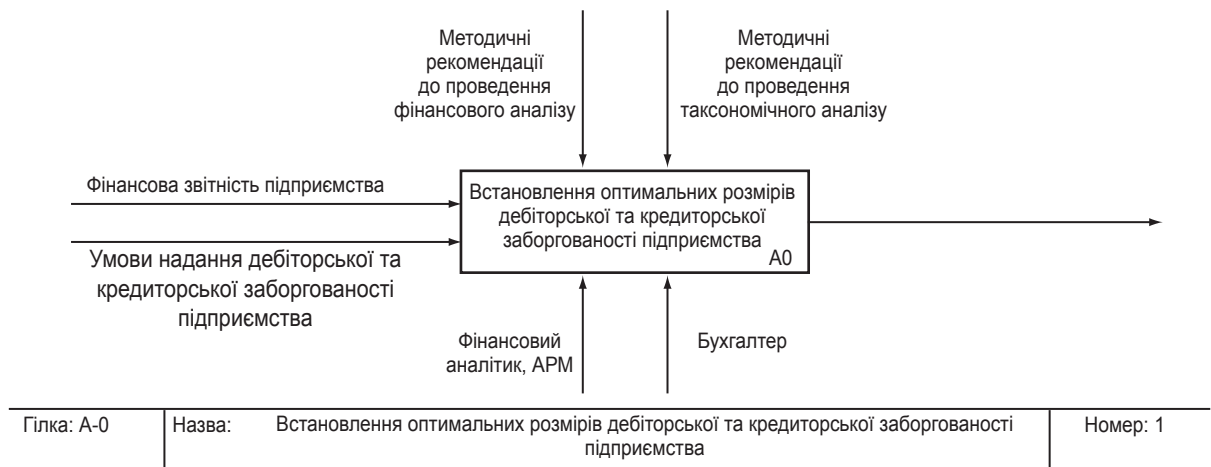 Методичні
рекомендації
до проведення
фінансового аналізу
Методичні
рекомендації
до проведення
таксономічного аналізу
Фінансова звітність підприємства
Умови надання дебіторської та
кредиторської заборгованості
підприємства
Встановлення оптимальних розмірів
дебіторської та кредиторської
заборгованості підприємства
A0
Фінансовий
аналітик, АРМ
Бухгалтер
Гілка: А-0
Назва: Встановлення оптимальних розмірів дебіторської та кредиторської заборгованості
підприємства
Номер: 1